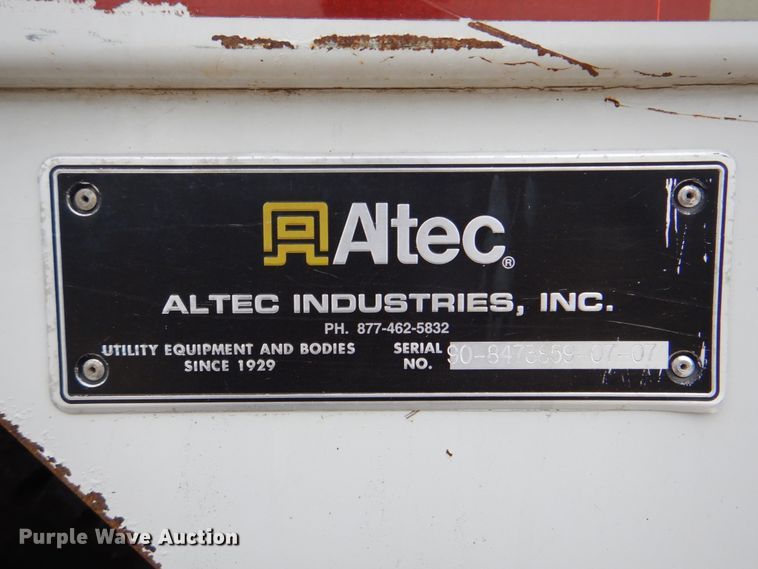 Altec®
ALTEC INDUSTRIES, INC.
PH. 877-462-5832
UTILITY EQUIPMENT AND BODIES
SINCE 1929
SERIAL
NO.
Purple Wave Auction